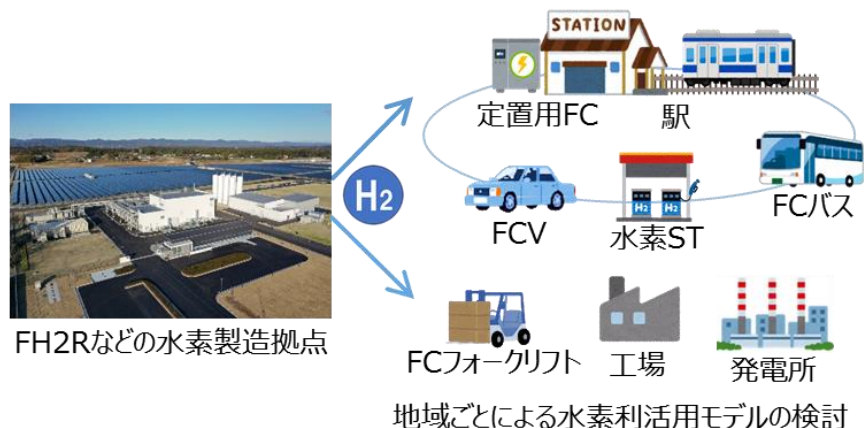 STATION
定置用FC
駅
H2
FCV
H2 H2
水素ST
FCバス
FH2Rなどの水素製造拠点
FCフォークリフト
工場
発電所
地域ごとによる水素利活用モデルの検討